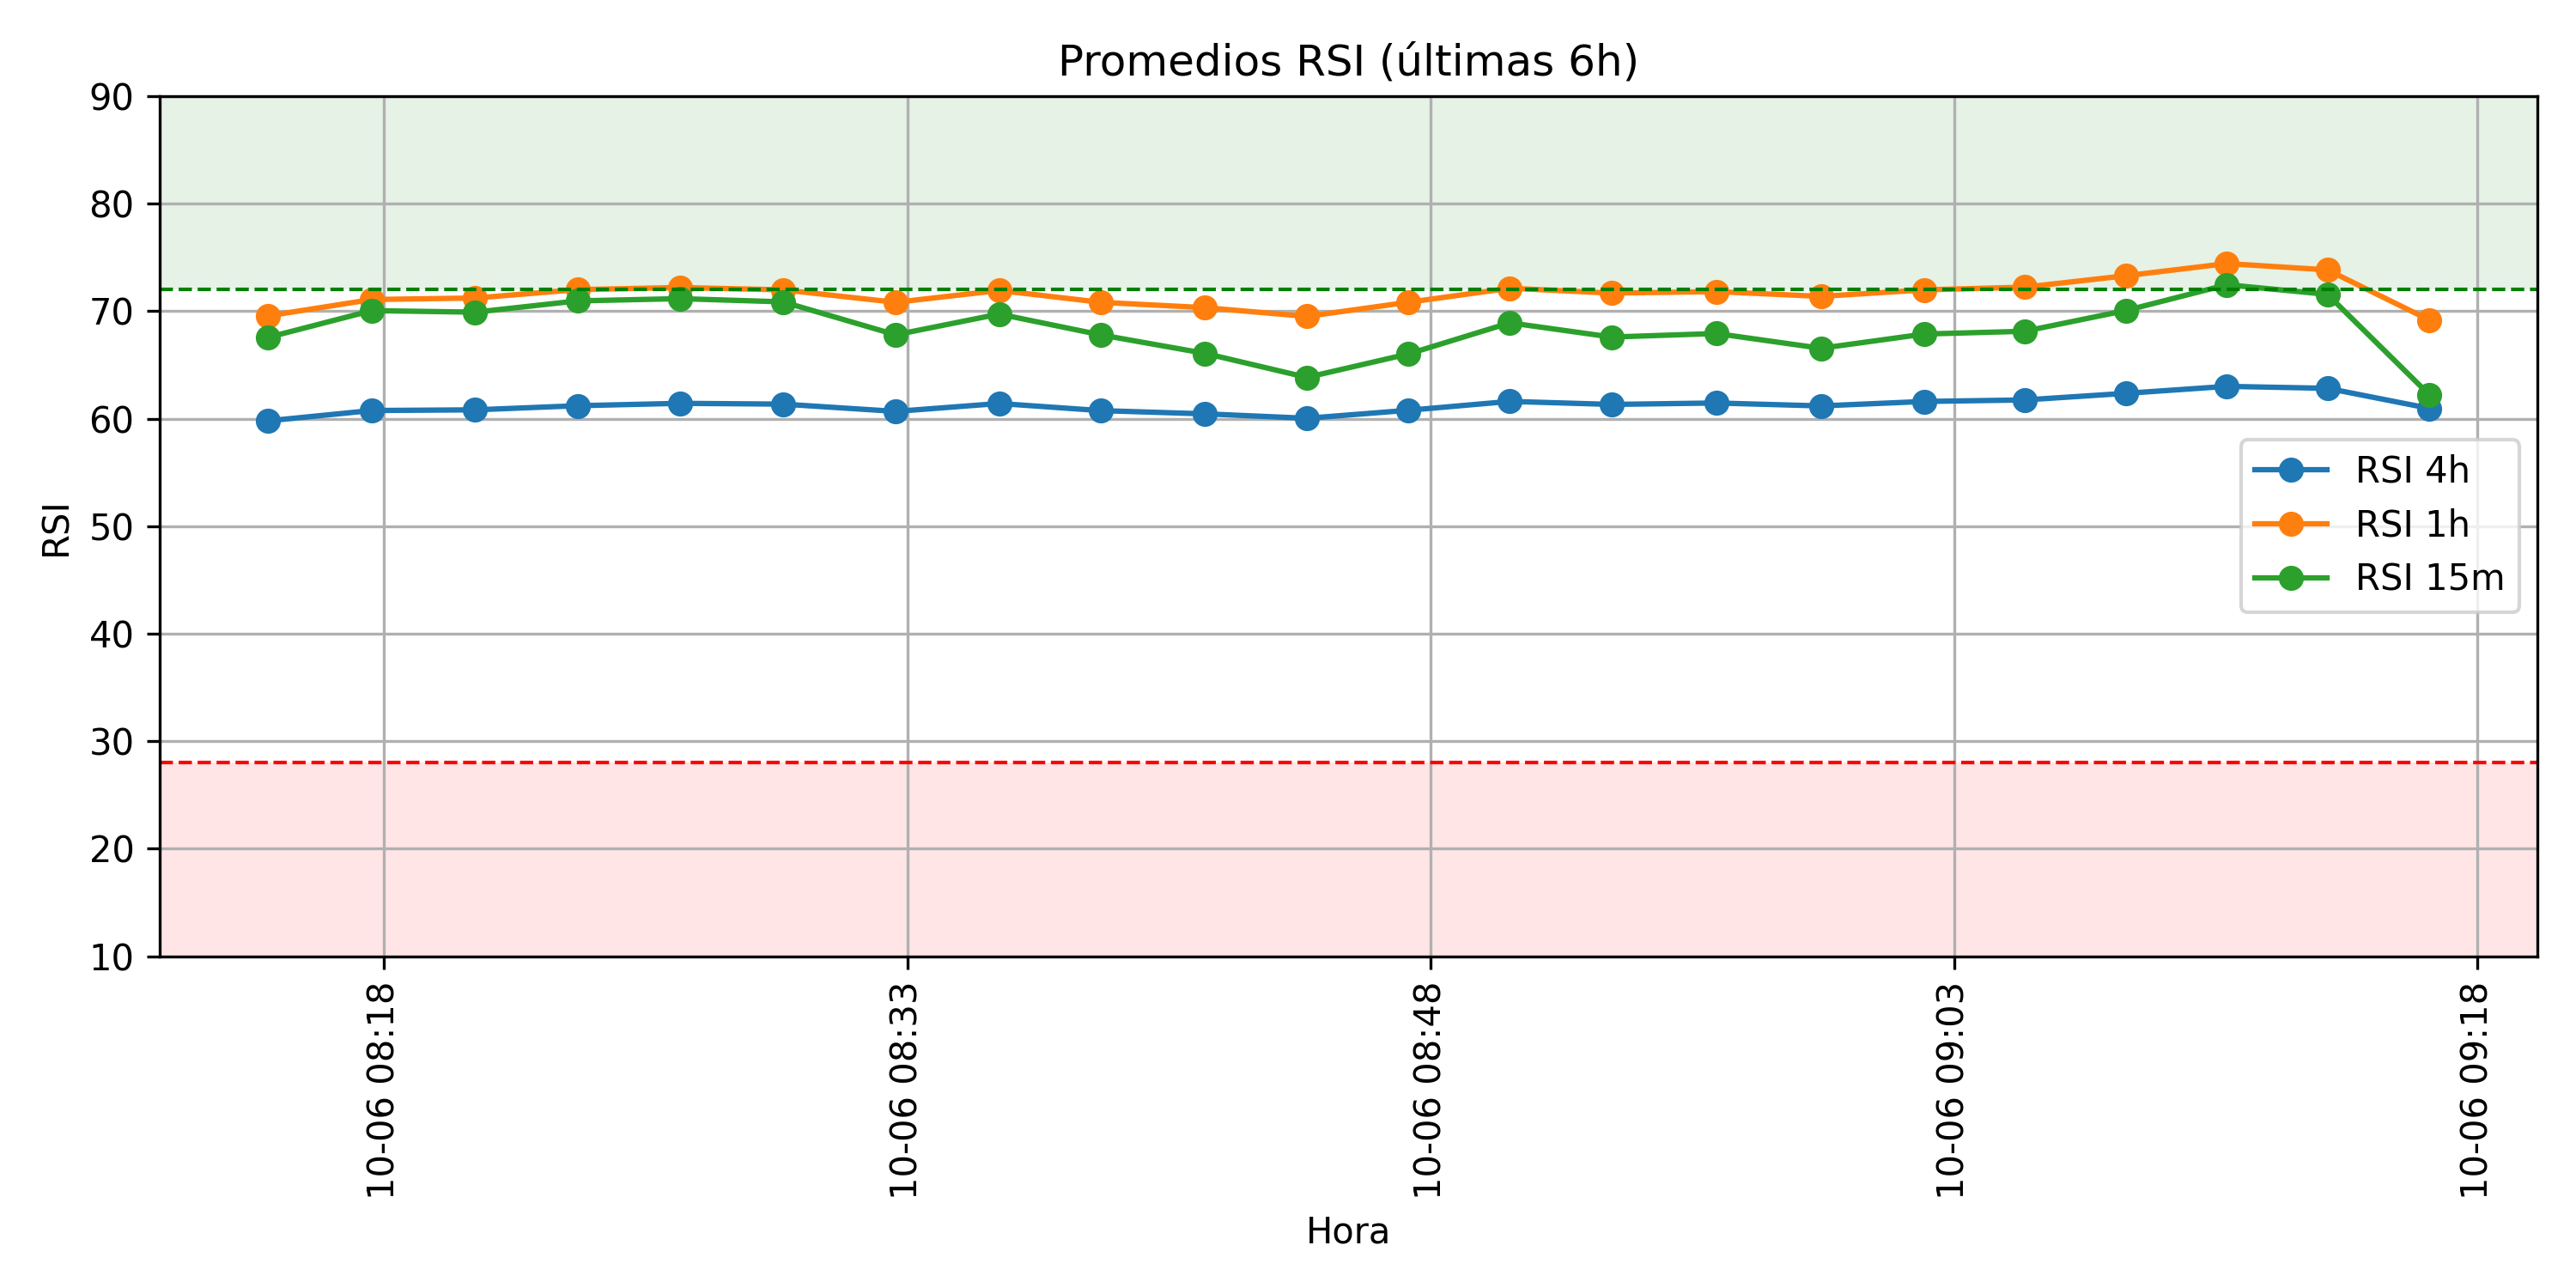 Promedios RSI (últimas 6h)
90
80
70
60
50
40
30
20
10
RSI
RSI 4h
RSI 1h
RSI 15m
10-06 08:18
10-06 08:33
10-06 08:48
10-06 09:03
10-06 09:18
Hora